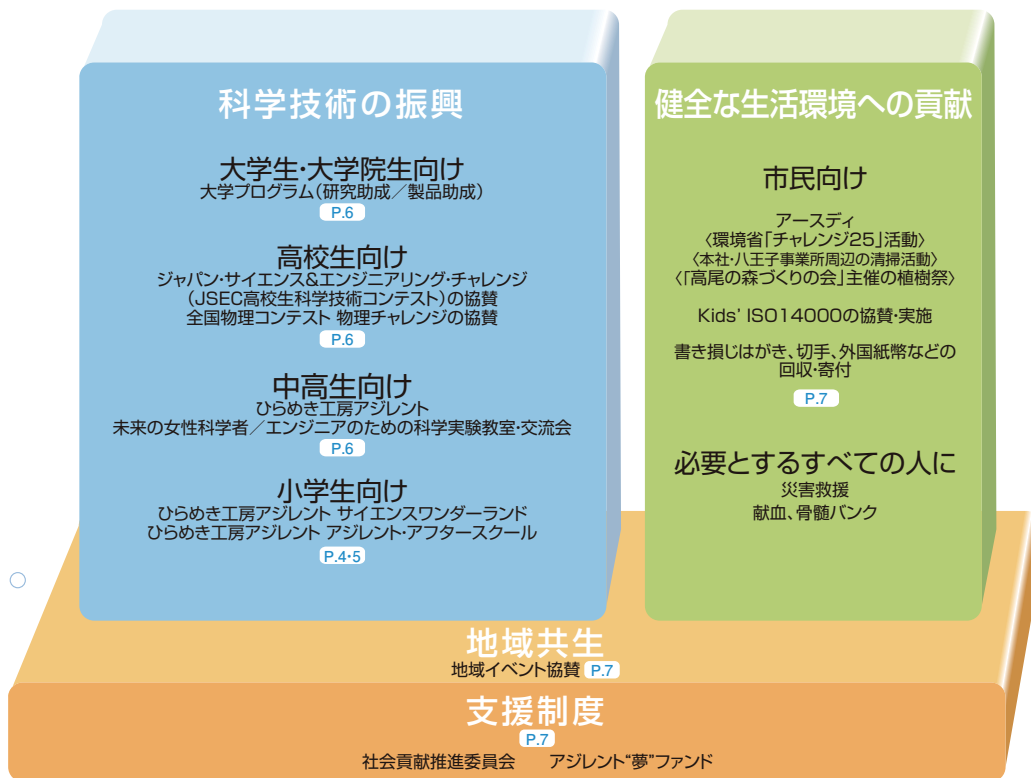 科学技術の振興
大学生・大学院生向け
大学プログラム（研究助成／製品助成）
P.6
高校生向け
ジャパン・サイエンス&エンジニアリング・チャレンジ
（JSEC高校生科学技術コンテスト）の協賛
全国物理コンテスト 物理チャレンジの協賛
P.6
中高生向け
ひらめき工房アジレント
未来の女性科学者／エンジニアのための科学実験教室・交流会
P.6
小学生向け
ひらめき工房アジレント サイエンスワンダーランド
ひらめき工房アジレント アジレント・アフタースクール
P.4・5
健全な生活環境への貢献
市民向け
アースディ
〈環境省「チャレンジ25」活動〉
〈本社・八王子事業所周辺の清掃活動〉
〈「高尾の森づくりの会」主催の植樹祭〉
Kids' ISO14000の協賛・実施
書き損じはがき、切手、外国紙幣などの
回収・寄付
P.7
必要とするすべての人に
災害救援
献血、骨髄バンク
地域共生
地域イベント協賛 P.7
支援制度
P.7
社会貢献推進委員会 アジレント“夢”ファンド